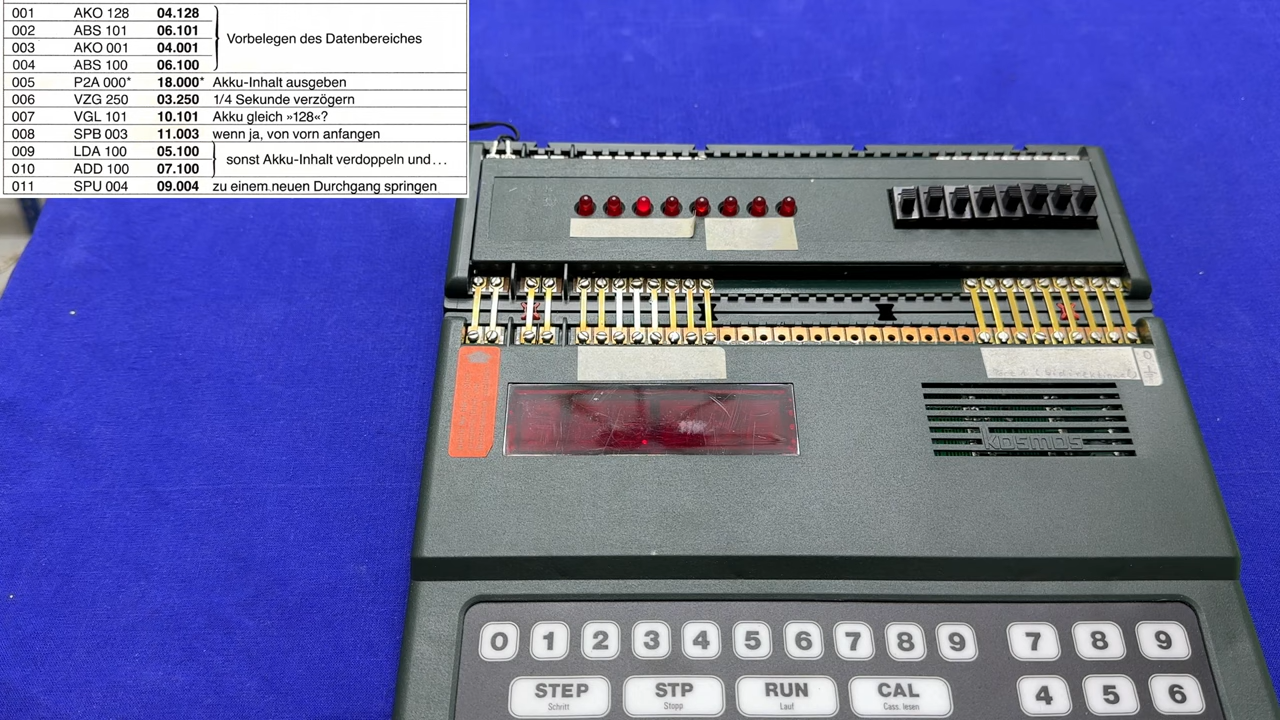 001 AKO 128 04.128
002 ABS 101 06.101 Vorbelegen des Datenbereiches
003 AKO 001 04.001
004 ABS 100 06.100
005 P2A 000* 18.000* Akku-Inhalt ausgeben
006 VZG 250 03.250 1/4 Sekunde verzögern
007 VGL 101 10.101 Akku gleich »128«?
008 SPB 003 11.003 wenn ja, von vorn anfangen
009 LDA 100 05.100 sonst Akku-Inhalt verdoppeln und...
010 ADD 100 07.100
011 SPU 004 09.004 zu einem neuen Durchgang springen
KOSMOS
0 1 2 3 4 5 6 7 8 9 7 8 9
STEP STP RUN CAL 4 5 6
Schritt Stopp Lauf Cass. lesen